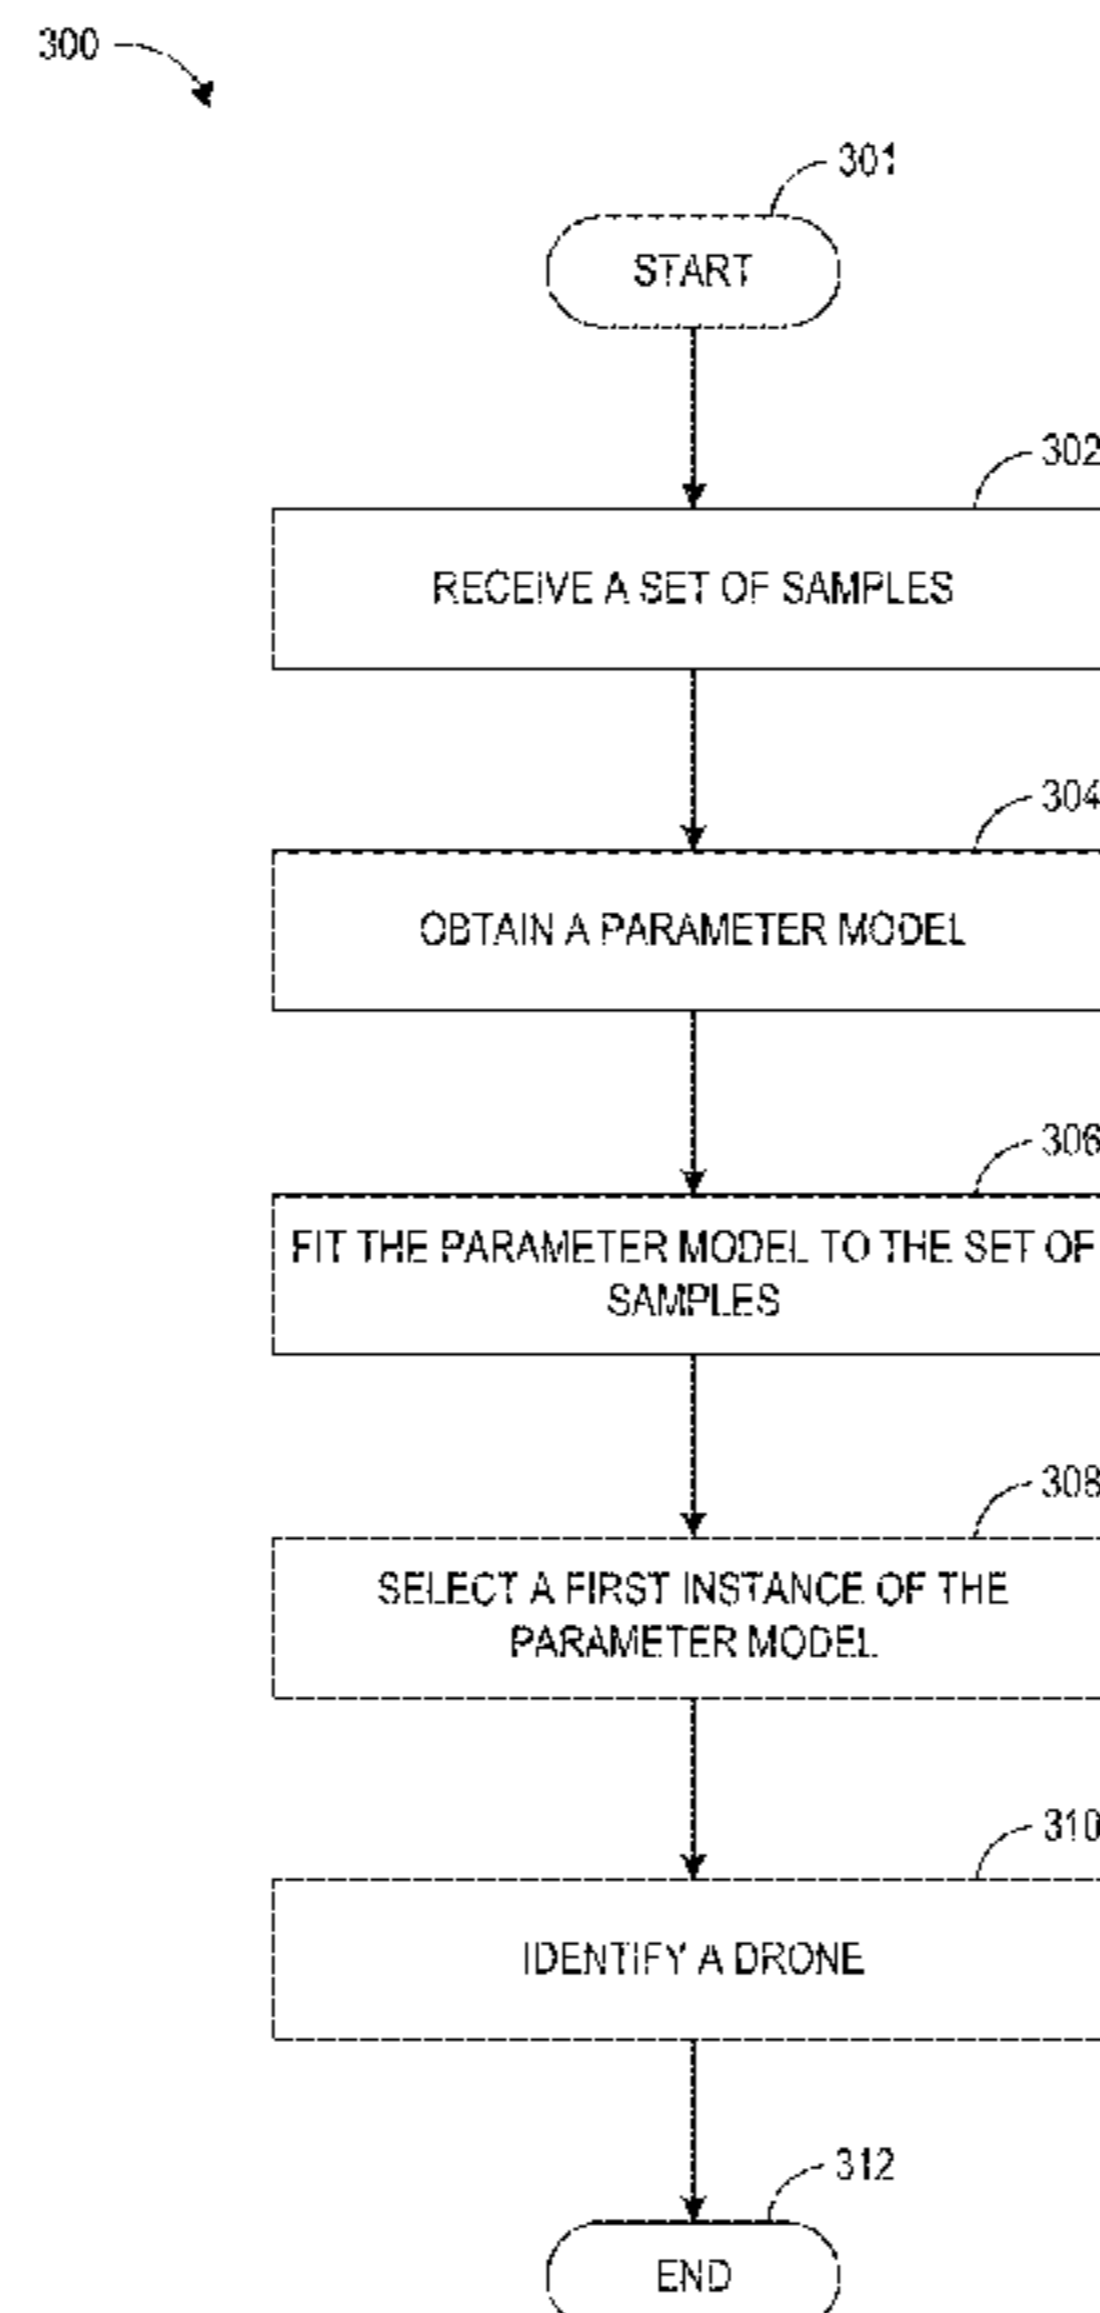 300
301
START
302
RECEIVE A SET OF SAMPLES
304
OBTAIN A PARAMETER MODEL
306
FIT THE PARAMETER MODEL TO THE SET OF
SAMPLES
308
SELECT A FIRST INSTANCE OF THE
PARAMETER MODEL
310
IDENTIFY A DRONE
312
END